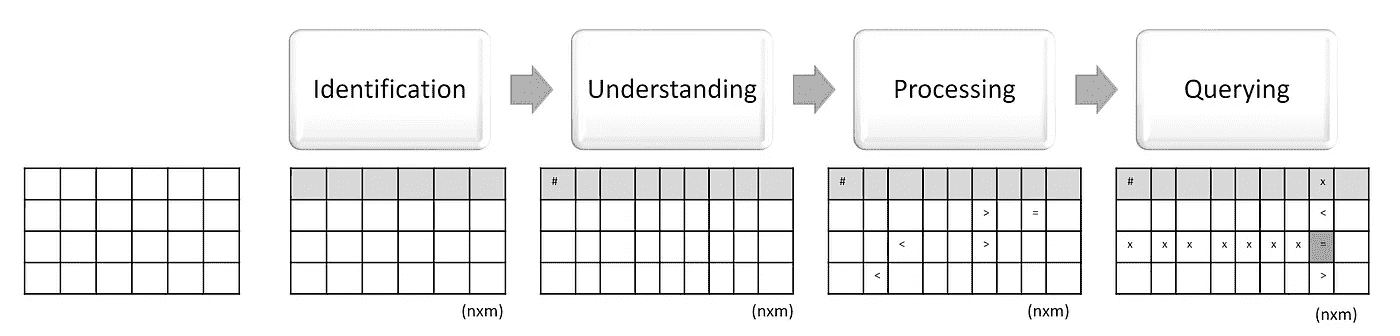 Identification
Understanding
Processing
Querying
# # # x
> = <
< > x x x x x x x =
< >
(nxm) (nxm) (nxm) (nxm)